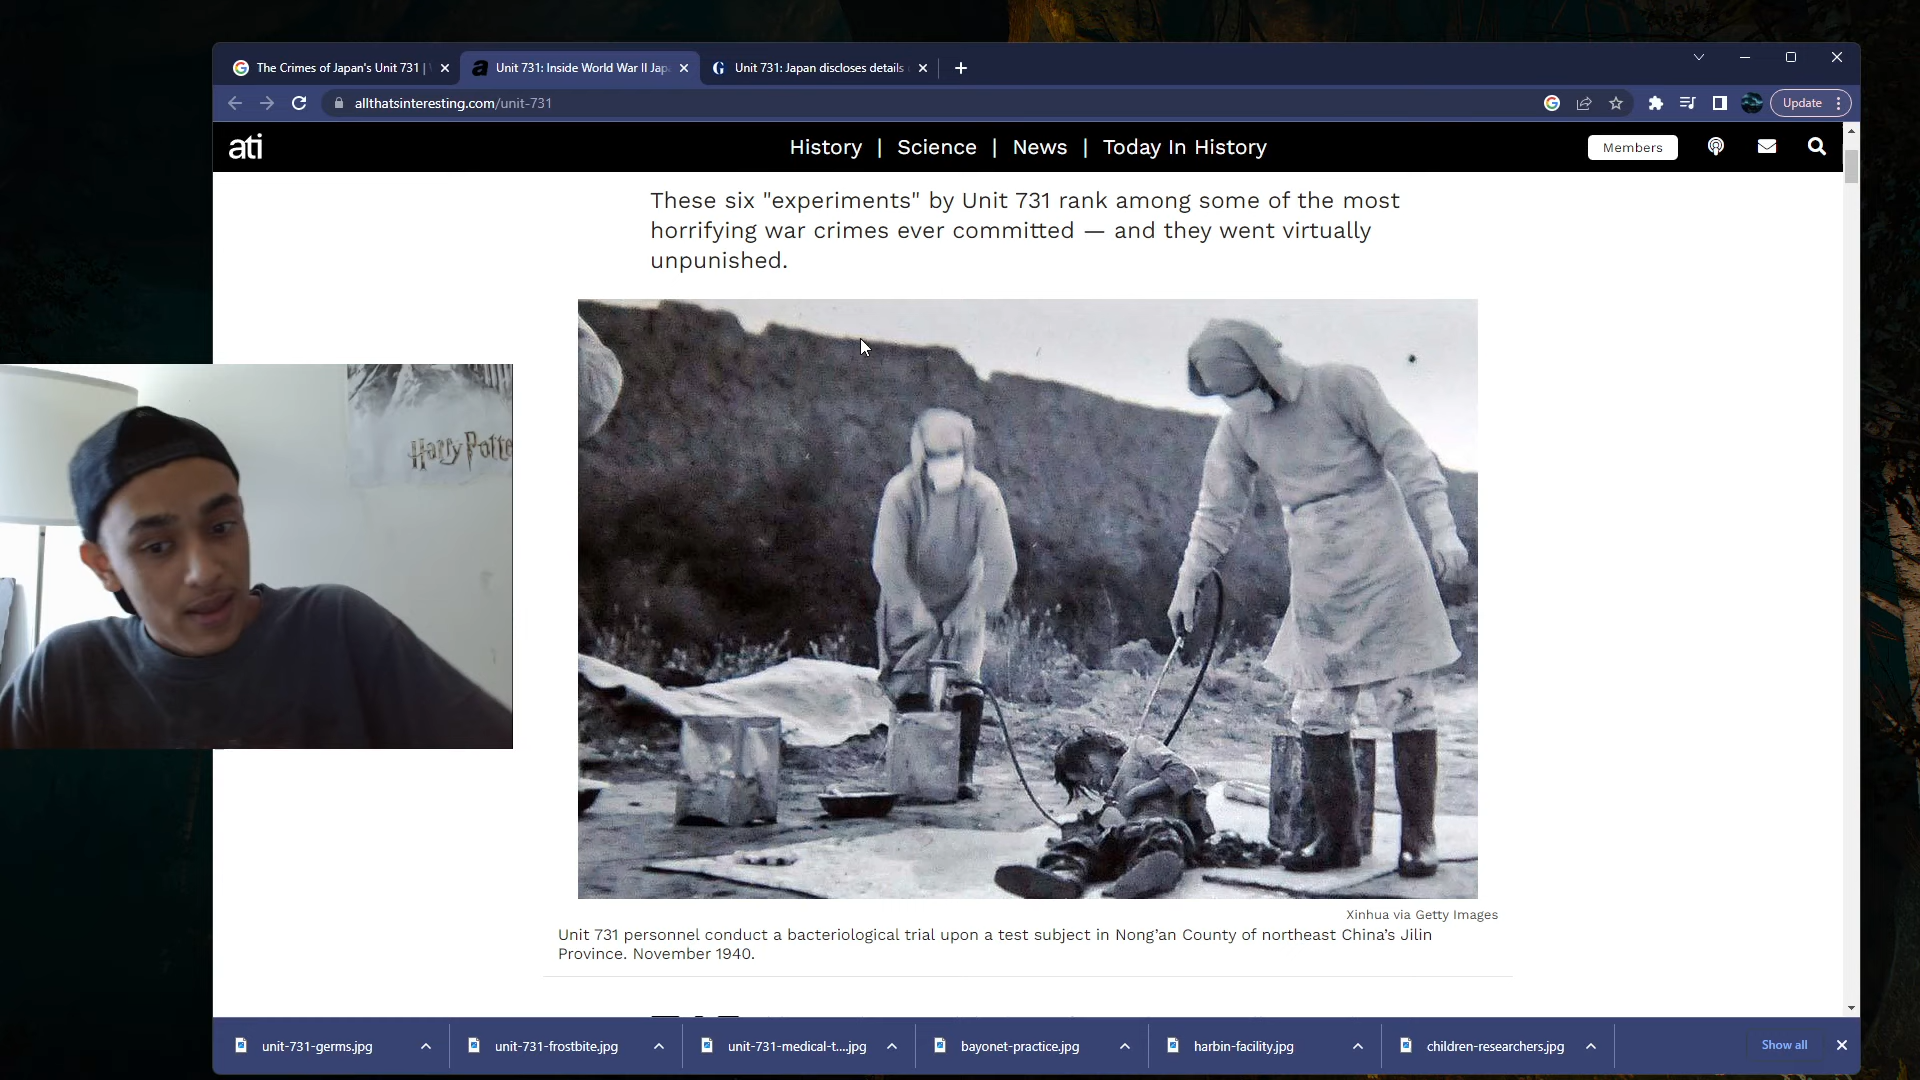 The Crimes of Japan's Unit 731 |
Unit 731: Inside World War II Jap
Unit 731: Japan discloses details
allthatsinteresting.com/unit-731
Update
ati
History | Science | News | Today In History
Members
These six "experiments" by Unit 731 rank among some of the most
horrifying war crimes ever committed — and they went virtually
unpunished.
Harry Potte
Xinhua via Getty Images
Unit 731 personnel conduct a bacteriological trial upon a test subject in Nong’an County of northeast China’s Jilin
Province. November 1940.
unit-731-germs.jpg
unit-731-frostbite.jpg
unit-731-medical-t....jpg
bayonet-practice.jpg
harbin-facility.jpg
children-researchers.jpg
Show all